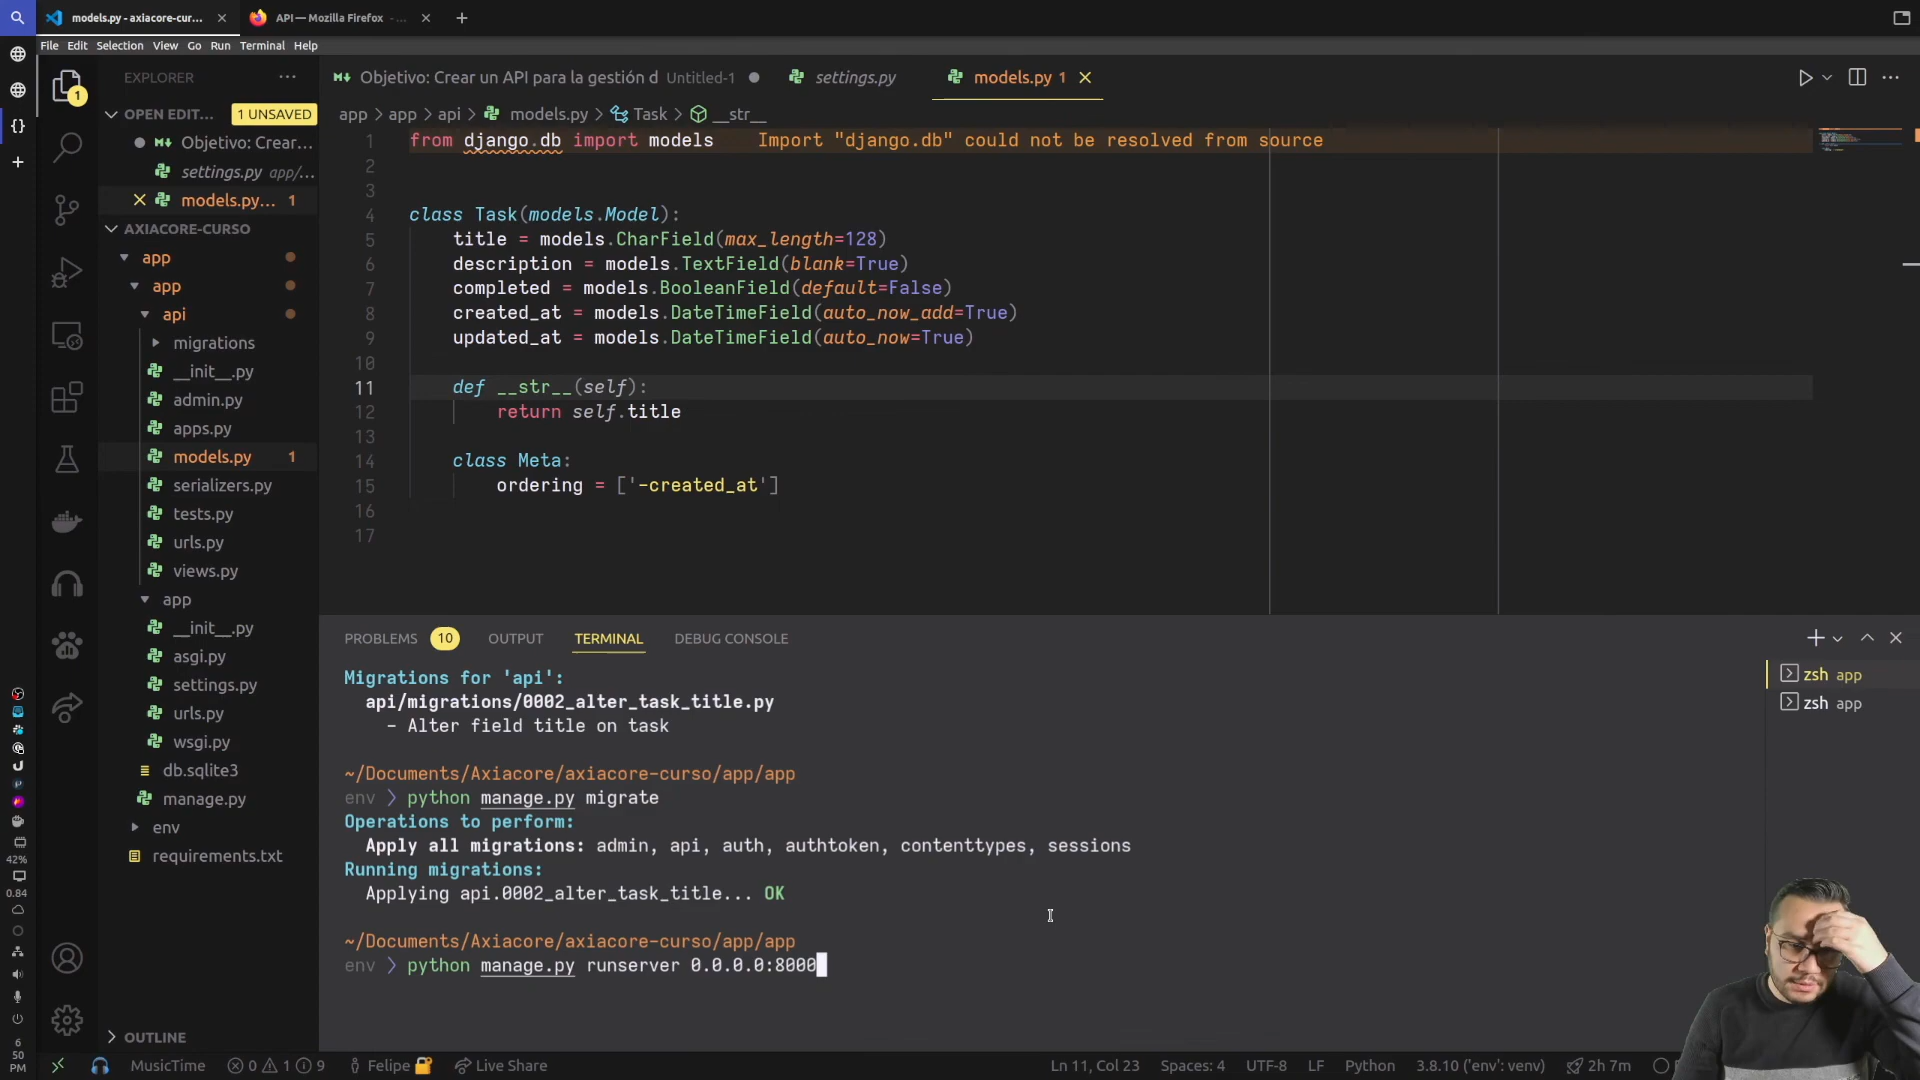 models.py - axiacore-cur...
API — Mozilla Firefox - ...
File Edit Selection View Go Run Terminal Help
EXPLORER
1
OPEN EDIT... 1 UNSAVED
Objetivo: Crear...
settings.py app/...
models.py... 1
AXIACORE-CURSO
app
app
api
migrations
__init__.py
admin.py
apps.py
models.py 1
serializers.py
tests.py
urls.py
views.py
app
__init__.py
asgi.py
settings.py
urls.py
wsgi.py
db.sqlite3
manage.py
env
requirements.txt
OUTLINE
Objetivo: Crear un API para la gestión d Untitled-1
settings.py
models.py 1
app > app > api > models.py > Task > __str__
1 from django.db import models Import "django.db" could not be resolved from source
2
3
4 class Task(models.Model):
5 title = models.CharField(max_length=128)
6 description = models.TextField(blank=True)
7 completed = models.BooleanField(default=False)
8 created_at = models.DateTimeField(auto_now_add=True)
9 updated_at = models.DateTimeField(auto_now=True)
10
11 def __str__(self):
12 return self.title
13
14 class Meta:
15 ordering = ['-created_at']
16
17
PROBLEMS 10 OUTPUT TERMINAL DEBUG CONSOLE
Migrations for 'api':
api/migrations/0002_alter_task_title.py
- Alter field title on task
~/Documents/Axiacore/axiacore-curso/app/app
env > python manage.py migrate
Operations to perform:
Apply all migrations: admin, api, auth, authtoken, contenttypes, sessions
Running migrations:
Applying api.0002_alter_task_title... OK
~/Documents/Axiacore/axiacore-curso/app/app
env > python manage.py runserver 0.0.0.0:8000
zsh app
zsh app
42%
0.84
6
50
PM
MusicTime 0 1 9 Felipe Live Share
Ln 11, Col 23 Spaces: 4 UTF-8 LF Python 3.8.10 ('env': venv) 2h 7m